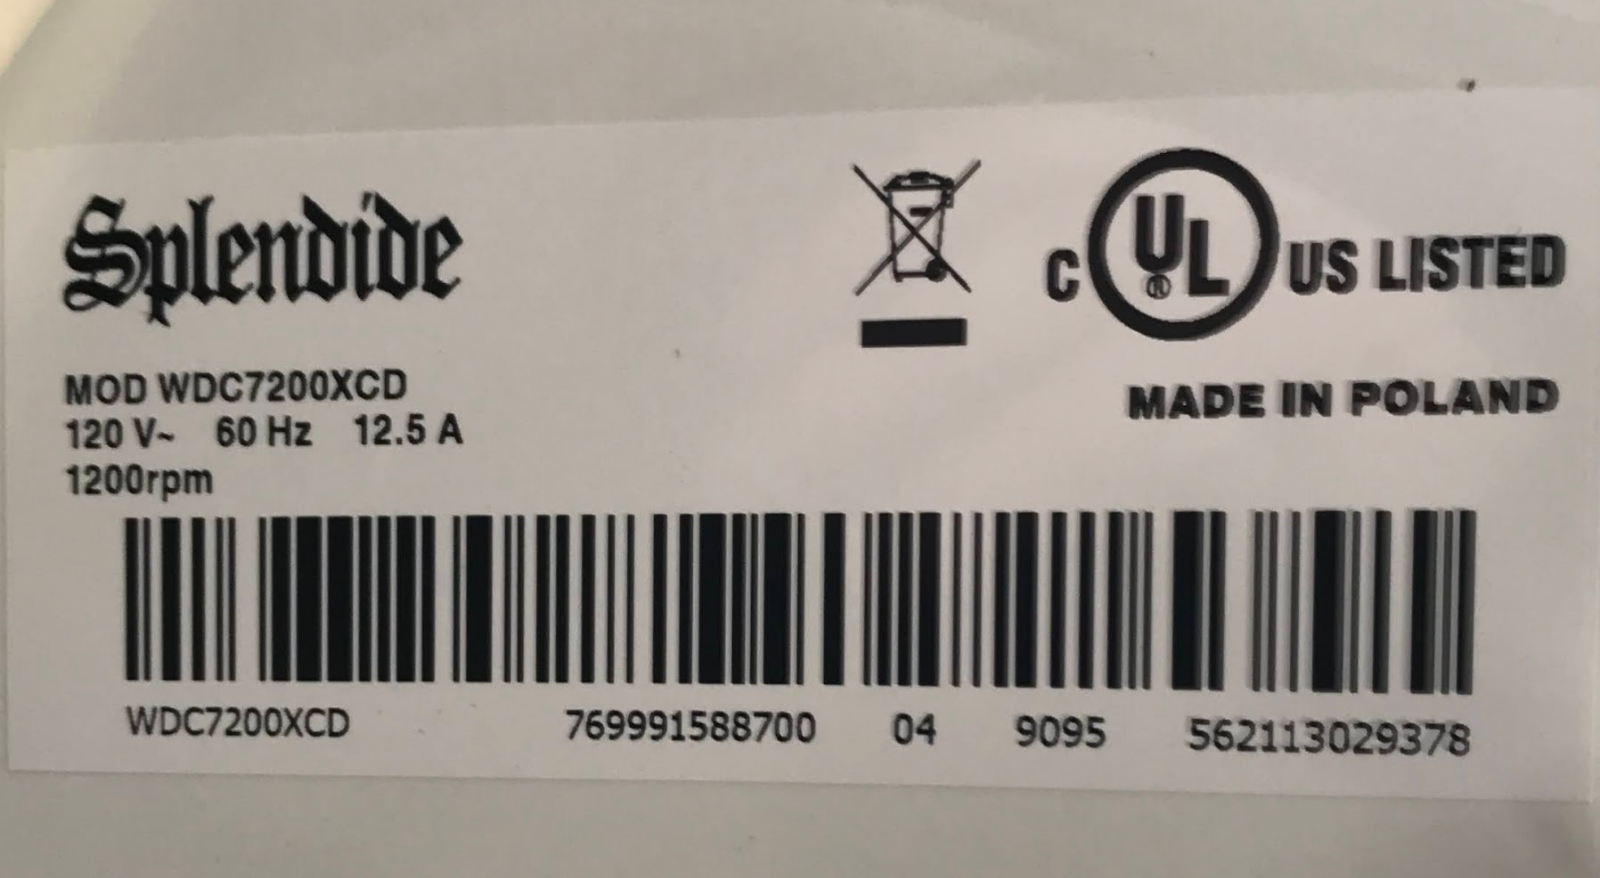 Splendide
C UL® US LISTED
MADE IN POLAND
MOD WDC7200XCD
120 V~ 60 Hz 12.5 A
1200rpm
WDC7200XCD 769991588700 04 9095 562113029378